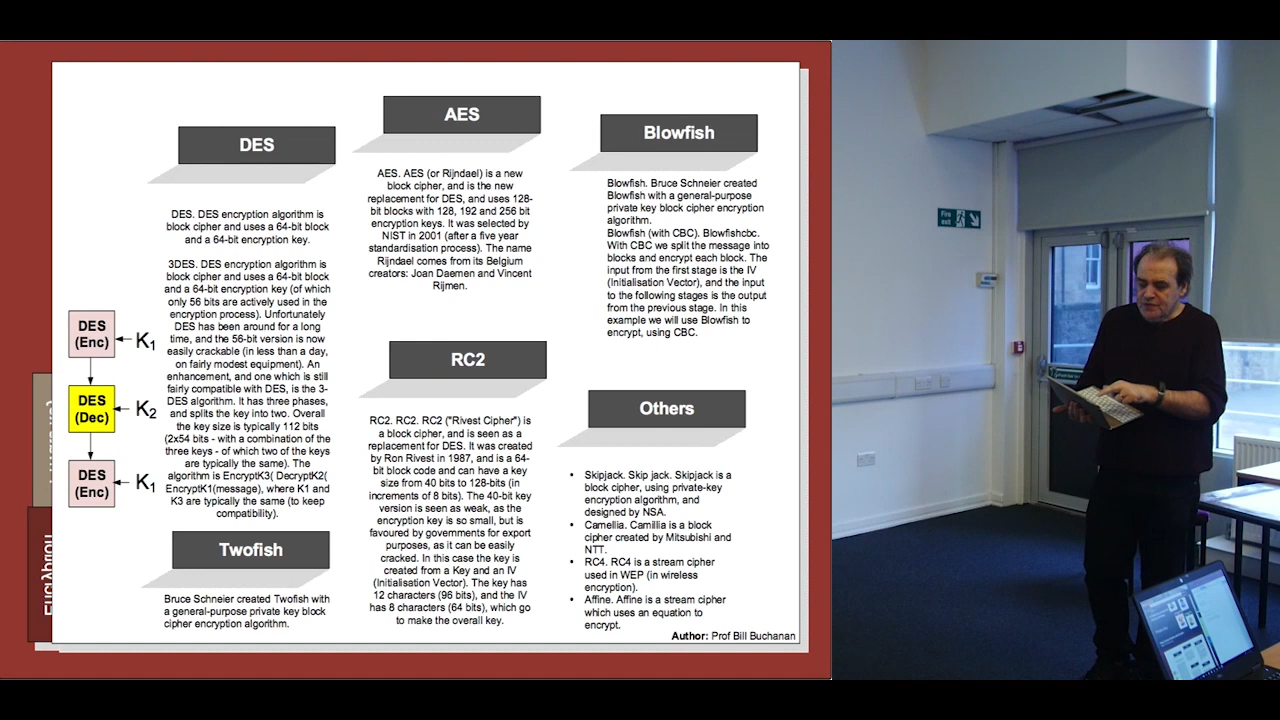 DES
DES. DES encryption algorithm is
block cipher and uses a 64-bit block
and a 64-bit encryption key.
3DES. DES encryption algorithm is
block cipher and uses a 64-bit block
and a 64-bit encryption key (of which
only 56 bits are actively used in the
encryption process). Unfortunately
DES has been around for a long
time, and the 56-bit version is now
easily crackable (in less than a day,
on fairly modest equipment). An
enhancement, and one which is still
fairly compatible with DES, is the 3-
DES algorithm. It has three phases,
and splits the key into two. Overall
the key size is typically 112 bits
(2x54 bits - with a combination of the
three keys - of which two of the keys
are typically the same). The
algorithm is EncryptK3( DecryptK2(
EncryptK1(message), where K1 and
K3 are typically the same (to keep
compatibility).
DES
(Enc)
K1
DES
(Dec)
K2
DES
(Enc)
K1
Twofish
Bruce Schneier created Twofish with
a general-purpose private key block
cipher encryption algorithm.
AES
AES. AES (or Rijndael) is a new
block cipher, and is the new
replacement for DES, and uses 128-
bit blocks with 128, 192 and 256 bit
encryption keys. It was selected by
NIST in 2001 (after a five year
standardisation process). The name
Rijndael comes from its Belgium
creators: Joan Daemen and Vincent
Rijmen.
RC2
RC2. RC2. RC2 ("Rivest Cipher") is
a block cipher, and is seen as a
replacement for DES. It was created
by Ron Rivest in 1987, and is a 64-
bit block code and can have a key
size from 40 bits to 128-bits (in
increments of 8 bits). The 40-bit key
version is seen as weak, as the
encryption key is so small, but is
favoured by governments for export
purposes, as it can be easily
cracked. In this case the key is
created from a Key and an IV
(Initialisation Vector). The key has
12 characters (96 bits), and the IV
has 8 characters (64 bits), which go
to make the overall key.
Blowfish
Blowfish. Bruce Schneier created
Blowfish with a general-purpose
private key block cipher encryption
algorithm.
Blowfish (with CBC). Blowfishcbc.
With CBC we split the message into
blocks and encrypt each block. The
input from the first stage is the IV
(Initialisation Vector), and the input
to the following stages is the output
from the previous stage. In this
example we will use Blowfish to
encrypt, using CBC.
Others
• Skipjack. Skip jack. Skipjack is a
block cipher, using private-key
encryption algorithm, and
designed by NSA.
• Camellia. Camillia is a block
cipher created by Mitsubishi and
NTT.
• RC4. RC4 is a stream cipher
used in WEP (in wireless
encryption).
• Affine. Affine is a stream cipher
which uses an equation to
encrypt.
Author: Prof Bill Buchanan
Fire
exit